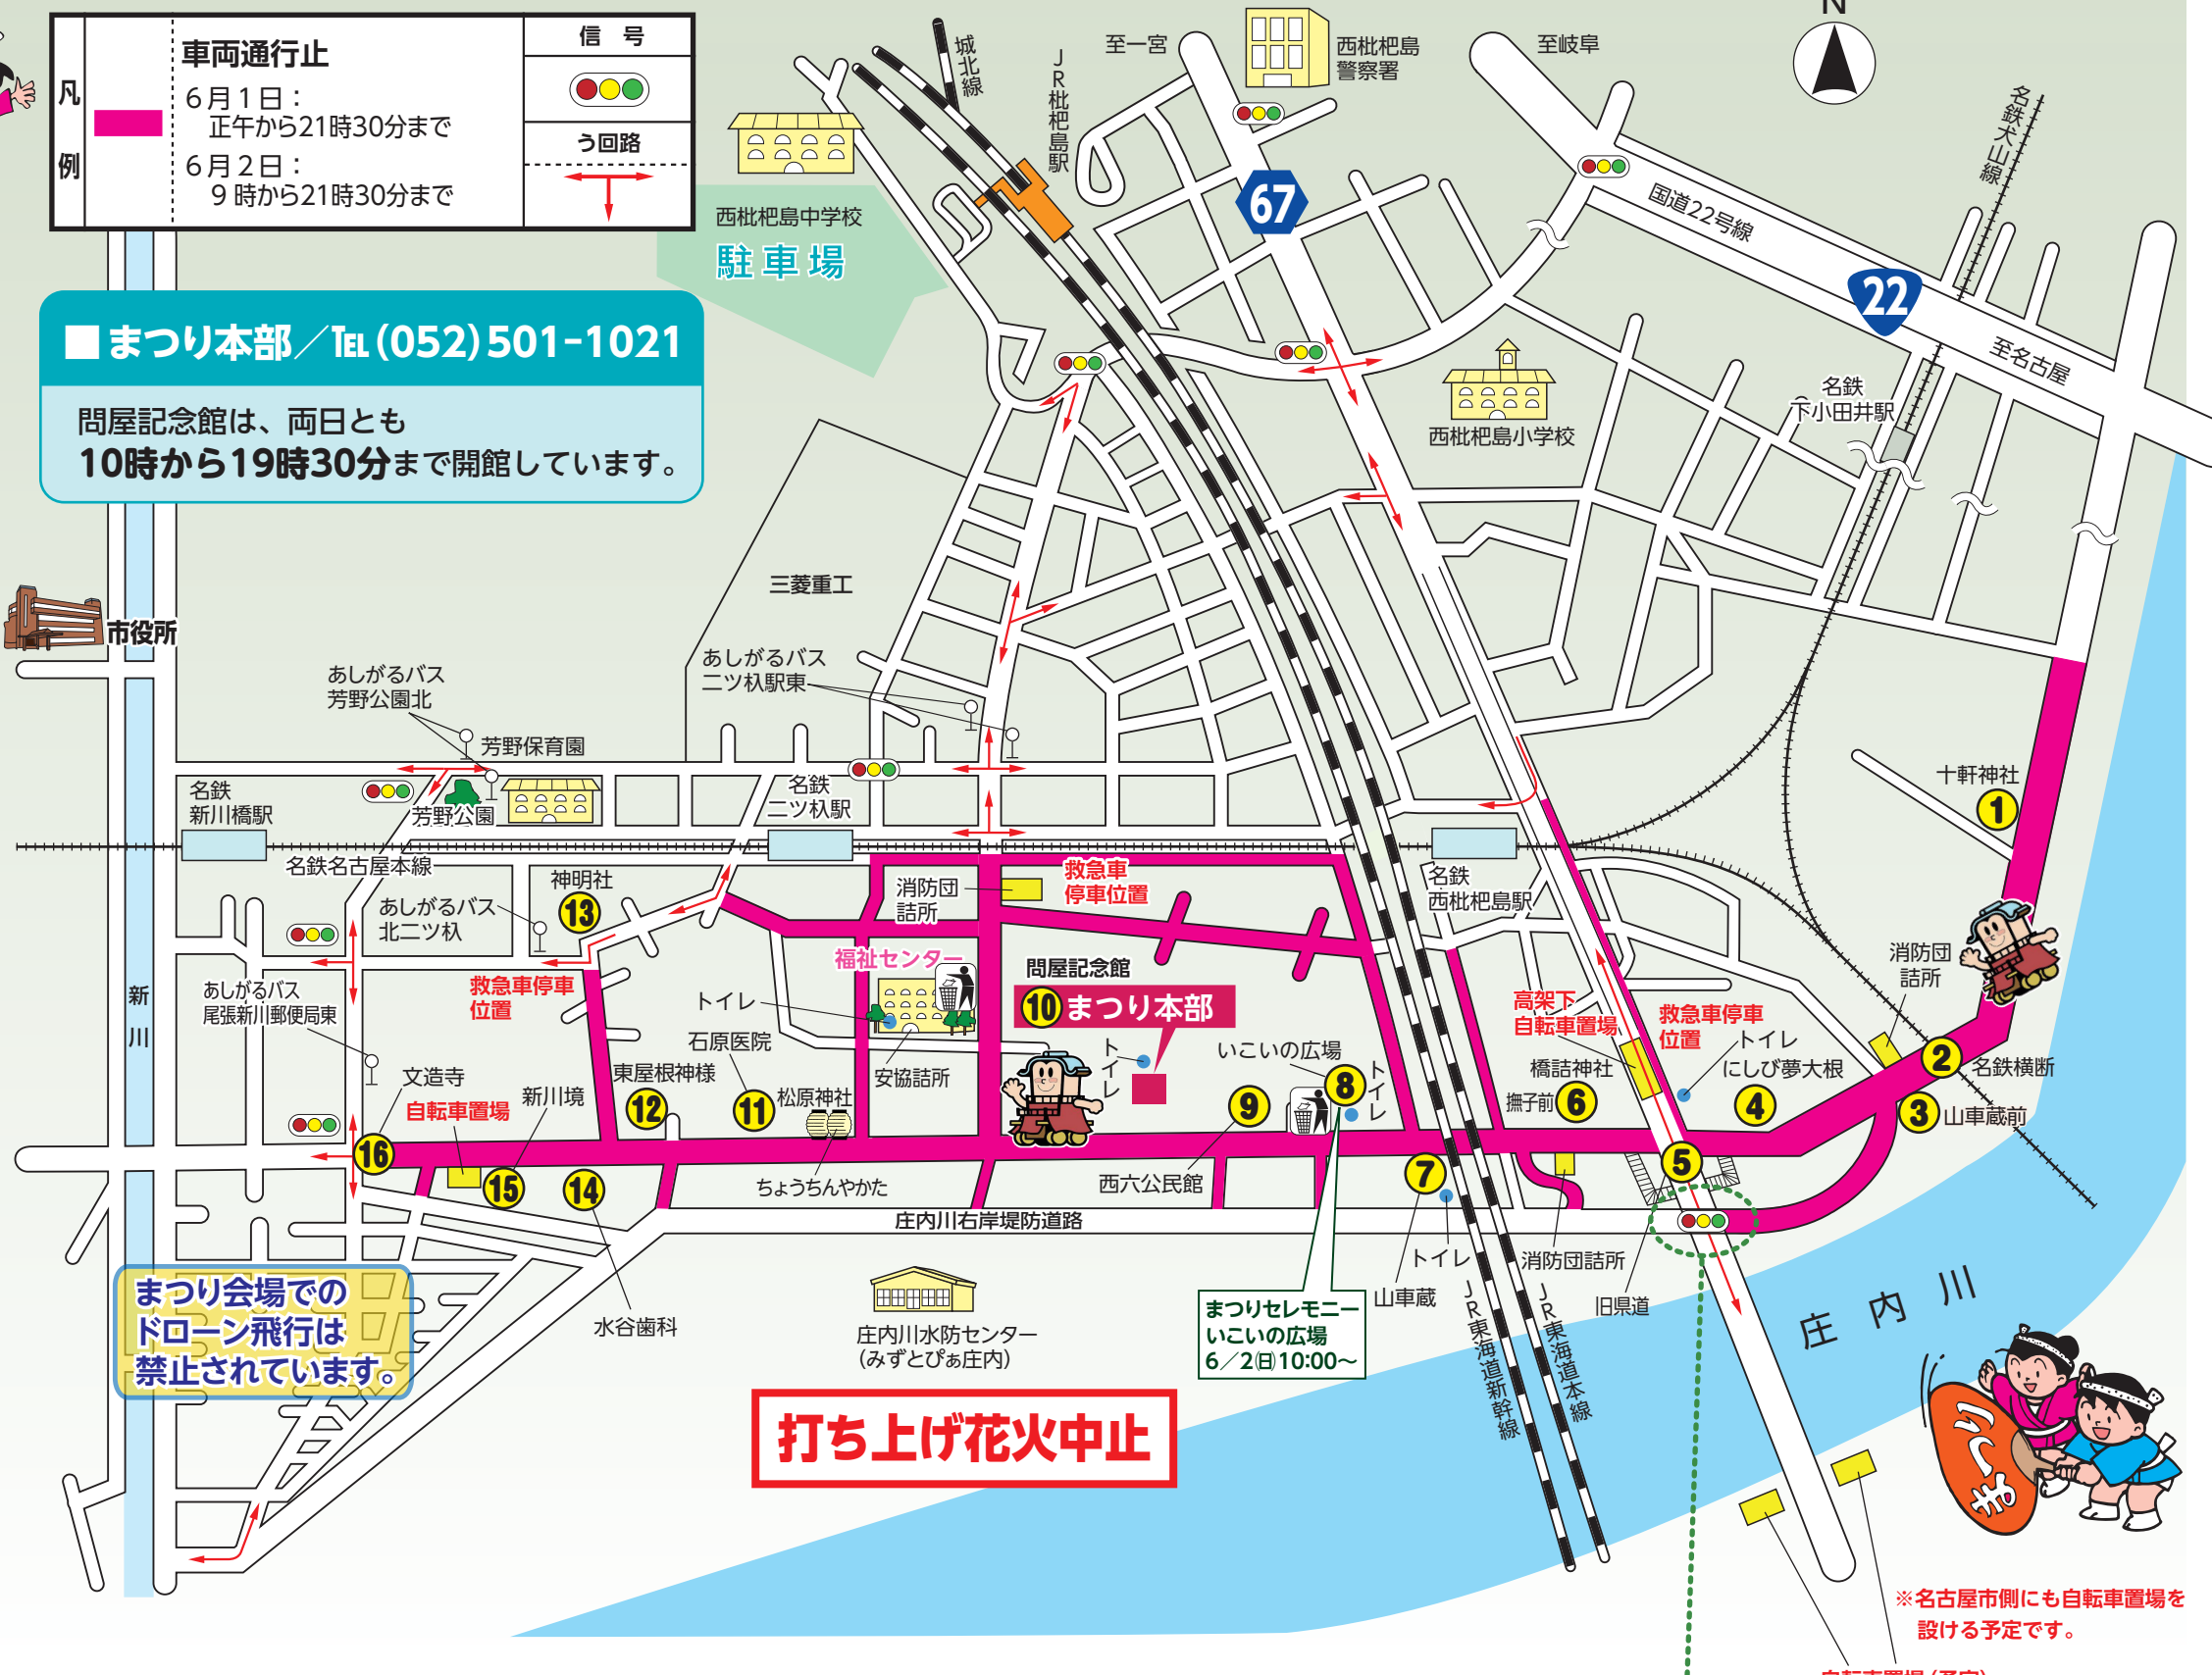 凡例
車両通行止
6月1日：
正午から21時30分まで
6月2日：
9時から21時30分まで
信号
う回路
■まつり本部／TEL(052)501-1021
問屋記念館は、両日とも
10時から19時30分まで開館しています。
城北線
JR枇杷島駅
至一宮
西枇杷島
警察署
至岐阜
N
名鉄犬山線
67
国道22号線
22
至名古屋
西枇杷島中学校
駐車場
西枇杷島小学校
名鉄
下小田井駅
三菱重工
市役所
あしがるバス
芳野公園北
あしがるバス
二ツ杁駅東
芳野保育園
芳野公園
名鉄
新川橋駅
名鉄
二ツ杁駅
名鉄名古屋本線
十軒神社
1
神明社
13
あしがるバス
北二ツ杁
消防団
詰所
救急車
停車位置
名鉄
西枇杷島駅
福祉センター
問屋記念館
10 まつり本部
消防団
詰所
新川
あしがるバス
尾張新川郵便局東
救急車停車
位置
トイレ
石原医院
安協詰所
トイレ
いこいの広場
8
トイレ
高架下
自転車置場
救急車停車
位置
トイレ
にしび夢大根
4
2
名鉄横断
3
山車蔵前
橋詰神社
撫子前
6
文造寺
16
自転車置場
新川境
東屋根神様
12
11
松原神社
9
15
14
ちょうちんやかた
西六公民館
7
5
庄内川右岸堤防道路
トイレ
山車蔵
消防団詰所
旧県道
まつり会場での
ドローン飛行は
禁止されています。
水谷歯科
庄内川水防センター
(みずとぴぁ庄内)
まつりセレモニー
いこいの広場
6／2㈰10:00～
JR東海道新幹線
JR東海道本線
庄内川
打ち上げ花火中止
まつり
※名古屋市側にも自転車置場を
設ける予定です。
自転車置場(予定)